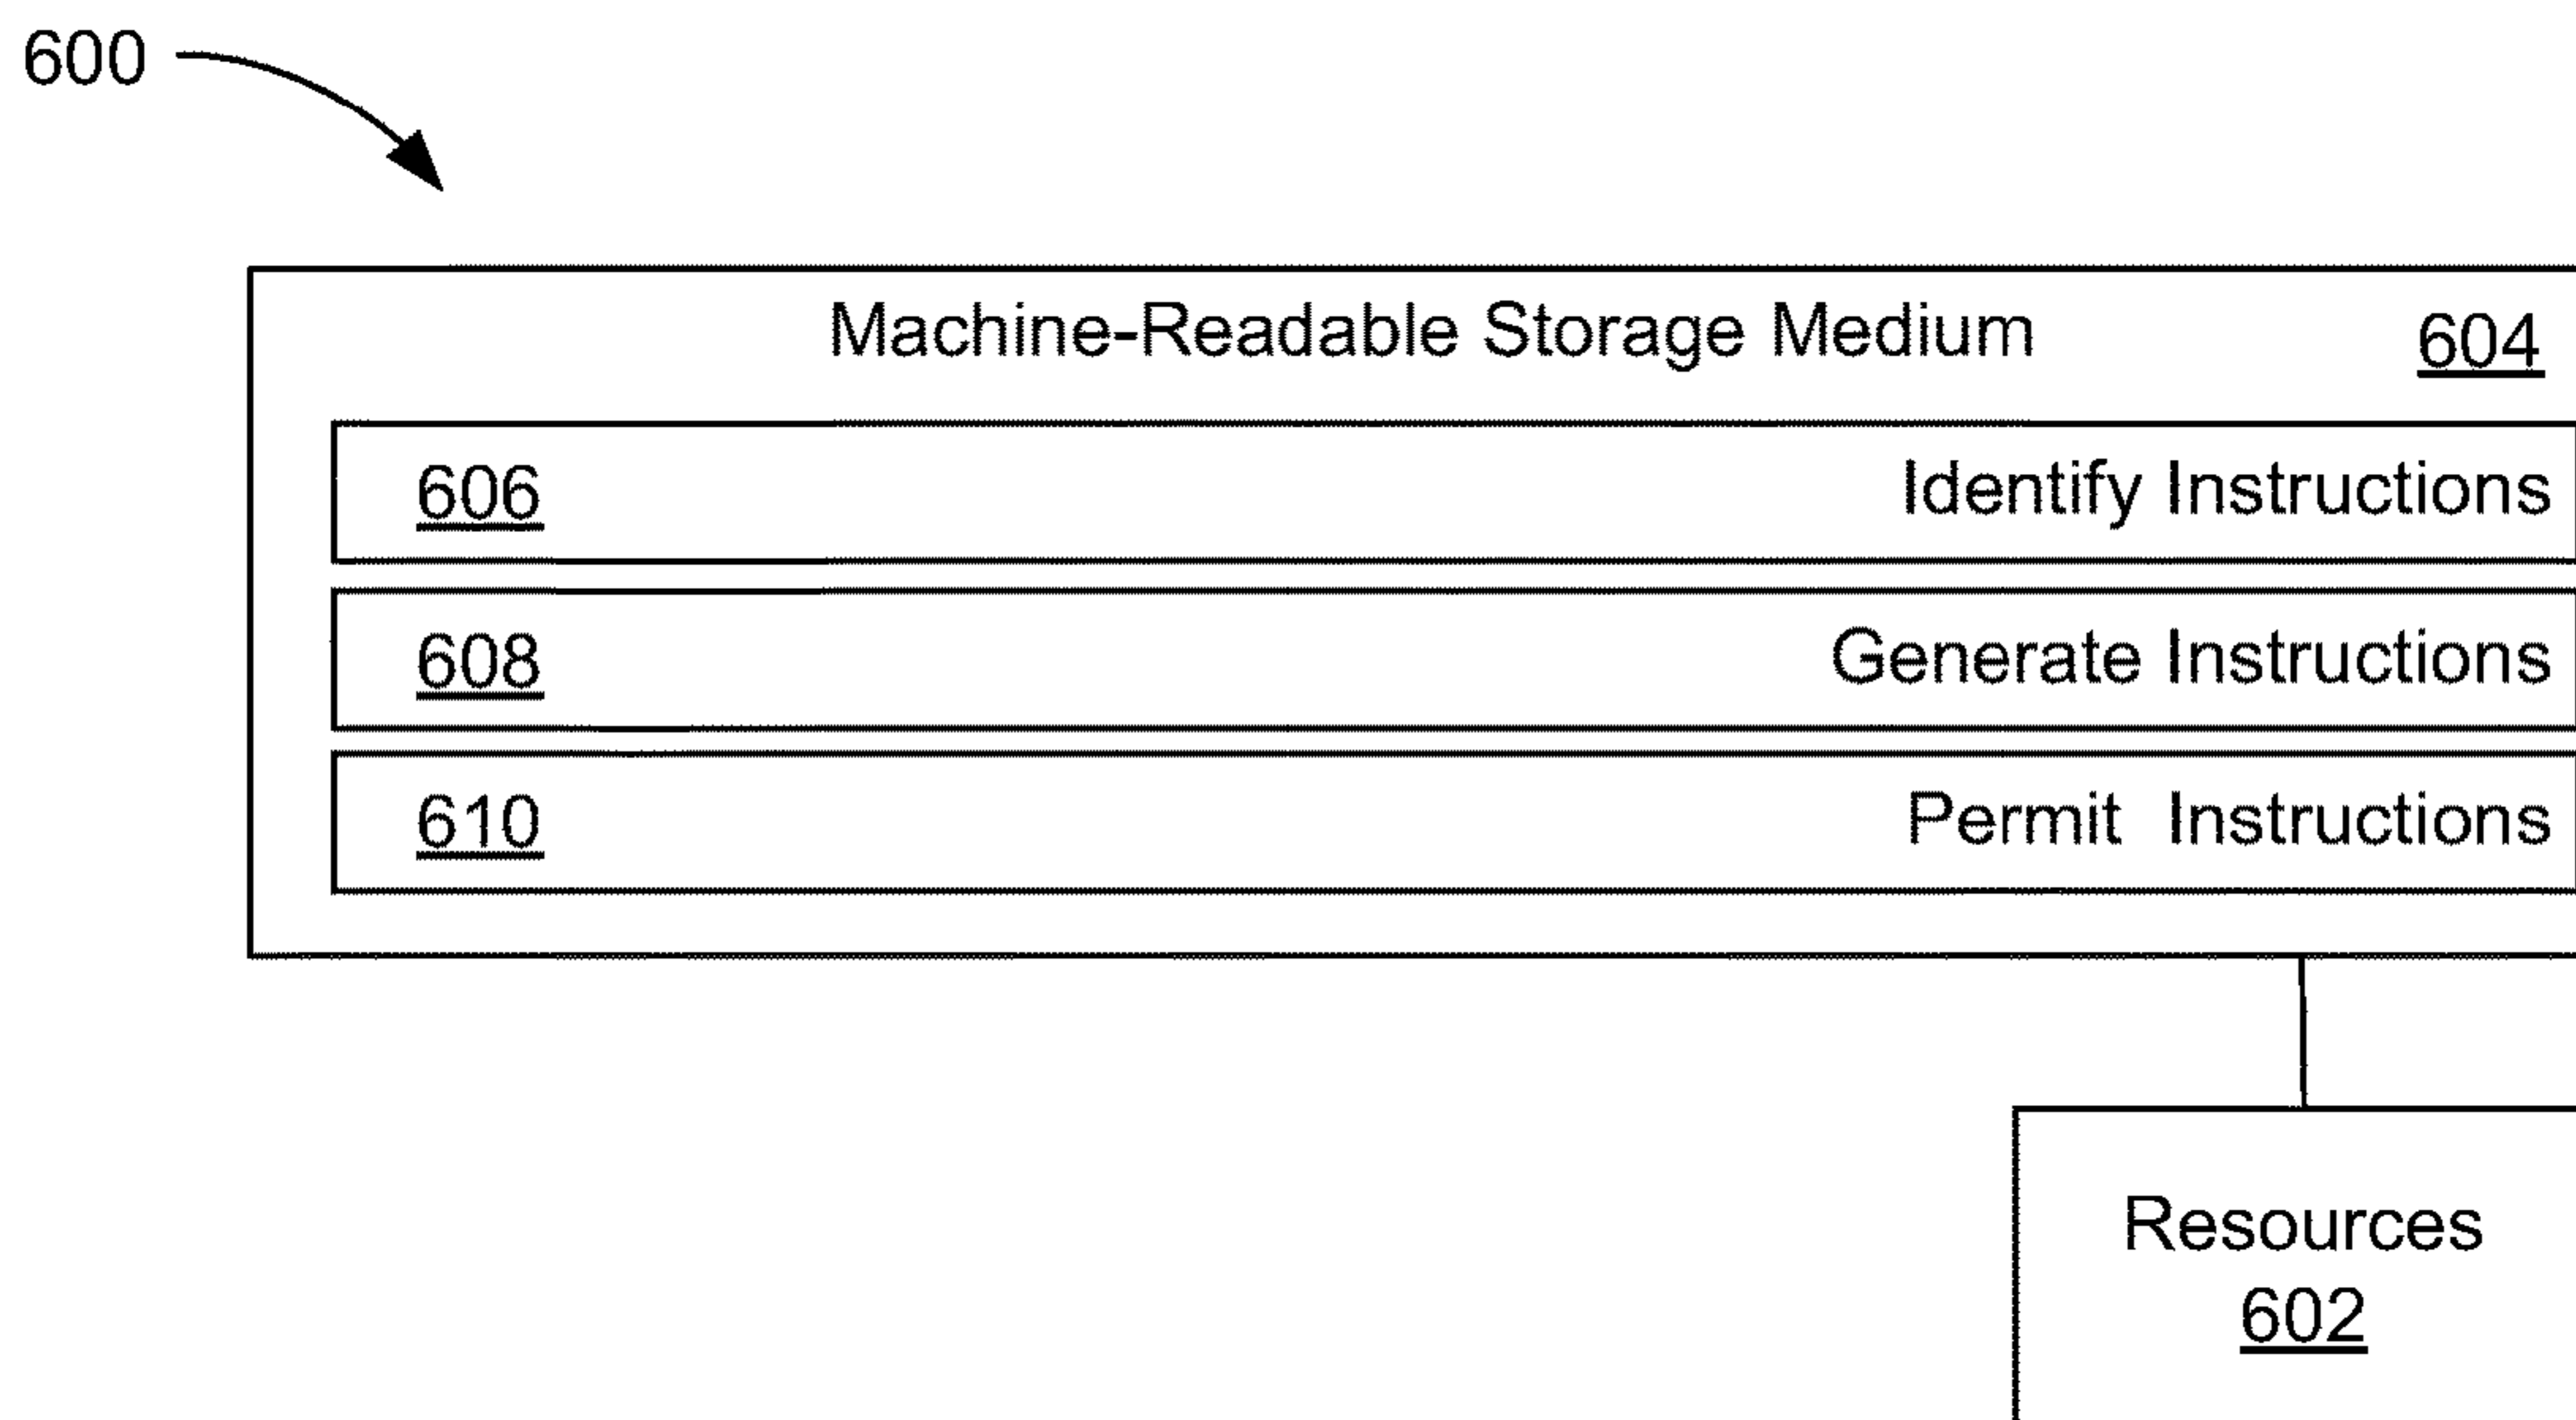 600
Machine-Readable Storage Medium 604
606 Identify Instructions
608 Generate Instructions
610 Permit Instructions
Resources
602